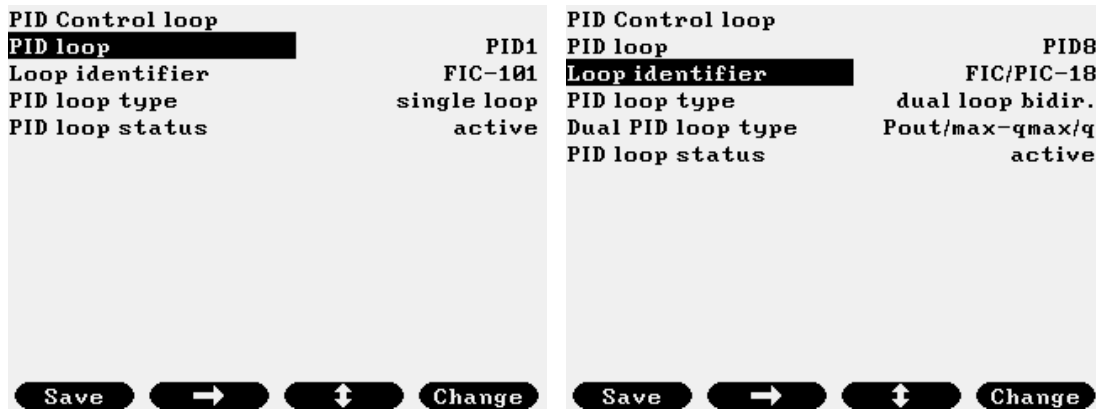 PID Control loop
PID loop PID1
Loop identifier FIC-101
PID loop type single loop
PID loop status active
Save Change
PID Control loop
PID loop PID8
Loop identifier FIC/PIC-18
PID loop type dual loop bidir.
Dual PID loop type Pout/max-qmax/q
PID loop status active
Save Change